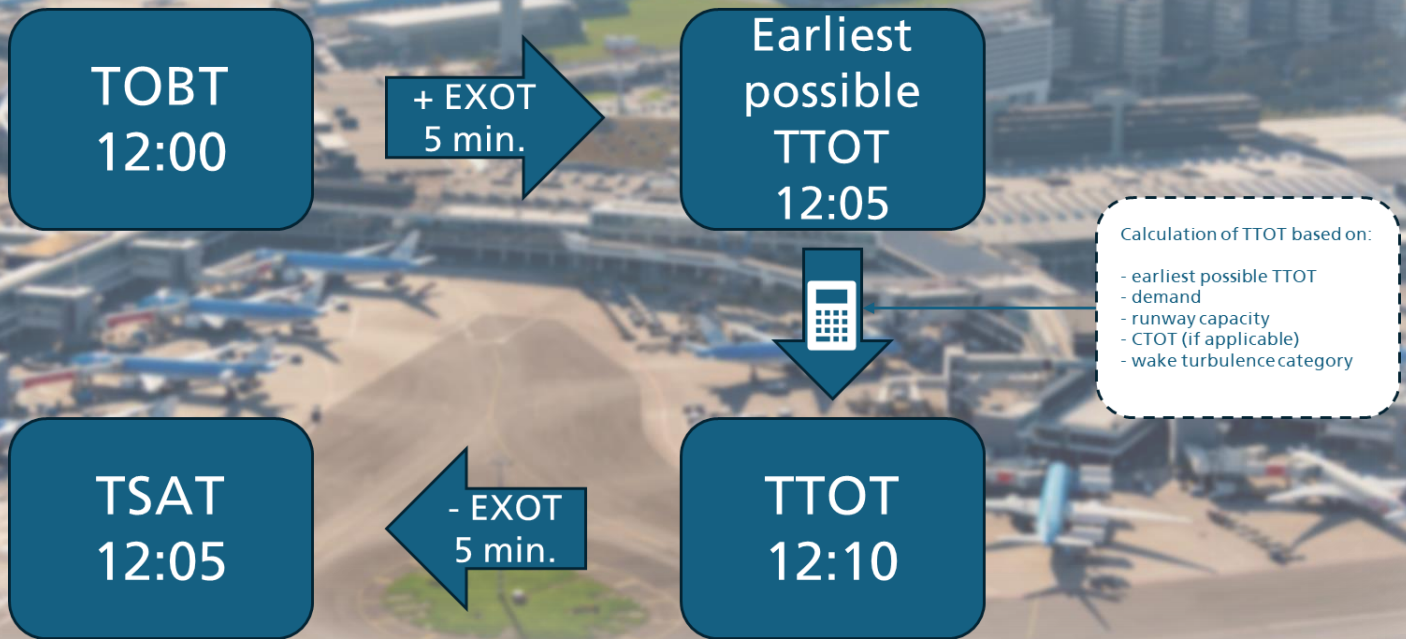 TOBT
12:00
+ EXOT
5 min.
Earliest
possible
TTOT
12:05
Calculation of TTOT based on:
- earliest possible TTOT
- demand
- runway capacity
- CTOT (if applicable)
- wake turbulence category
TTOT
12:10
- EXOT
5 min.
TSAT
12:05